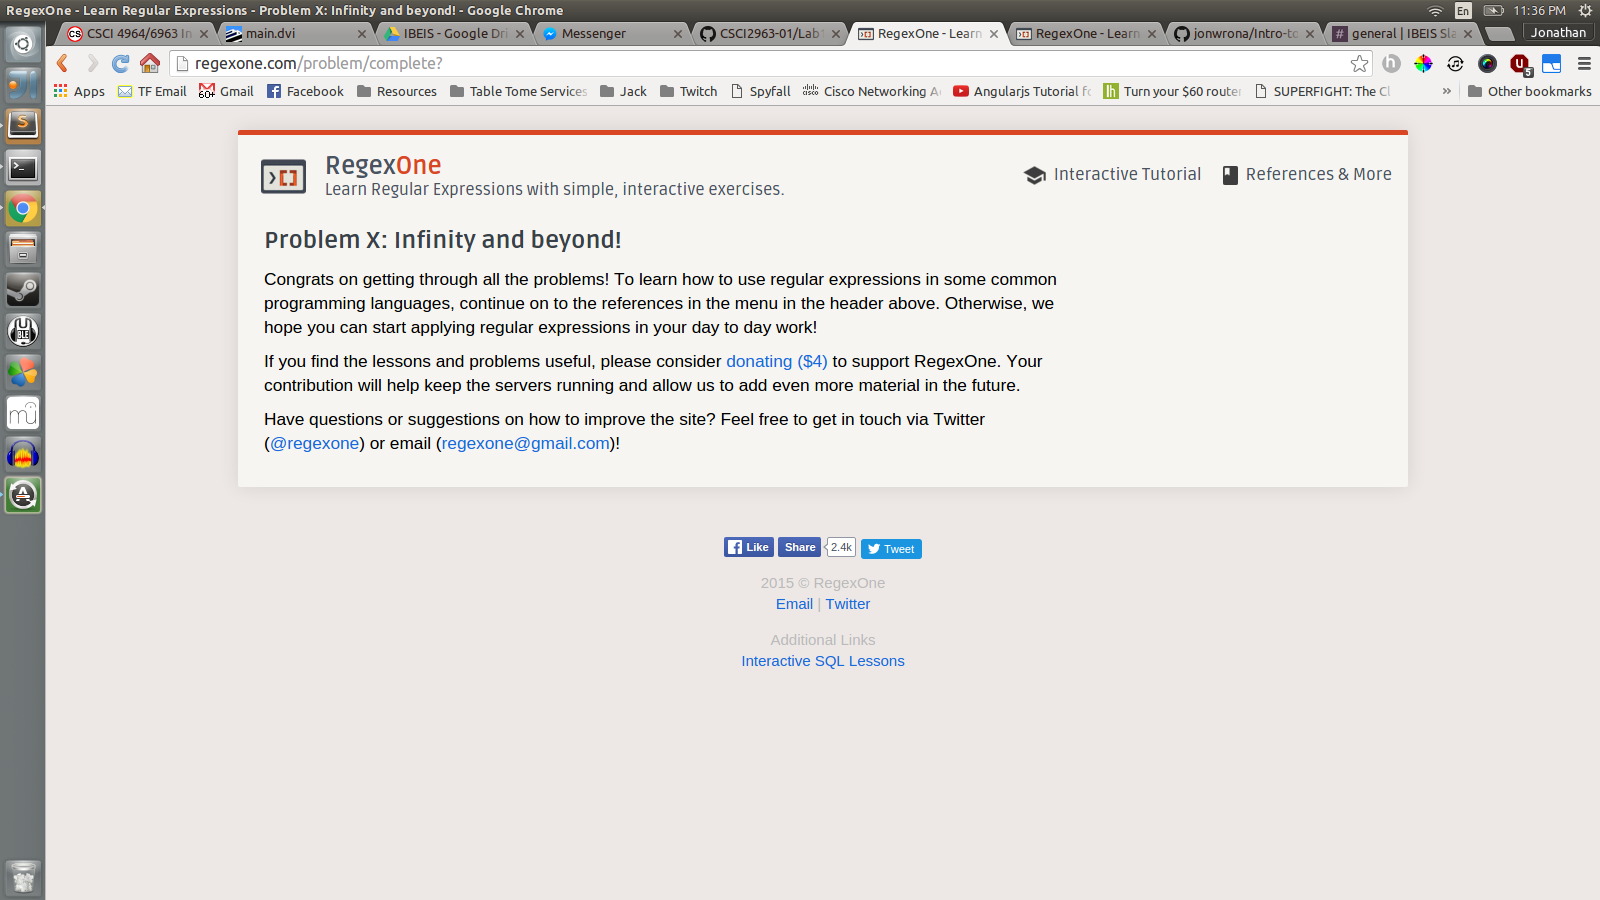 RegexOne - Learn Regular Expressions - Problem X: Infinity and beyond! - Google Chrome
En
11:36 PM
CSCI 4964/6963 In
main.dvi
IBEIS - Google Dri
Messenger
CSCI2963-01/Lab
RegexOne - Learn
RegexOne - Learn
jonwrona/Intro-to
general | IBEIS Sla
Jonathan
regexone.com/problem/complete?
5
Apps
TF Email
60+
Gmail
Facebook
Resources
Table Tome Services
Jack
Twitch
Spyfall
Cisco Networking A
Angularjs Tutorial fo
Turn your $60 router
SUPERFIGHT: The Cl
»
Other bookmarks
RegexOne
Learn Regular Expressions with simple, interactive exercises.
Interactive Tutorial
References & More
Problem X: Infinity and beyond!
Congrats on getting through all the problems! To learn how to use regular expressions in some common
programming languages, continue on to the references in the menu in the header above. Otherwise, we
hope you can start applying regular expressions in your day to day work!
If you find the lessons and problems useful, please consider donating ($4) to support RegexOne. Your
contribution will help keep the servers running and allow us to add even more material in the future.
Have questions or suggestions on how to improve the site? Feel free to get in touch via Twitter
(@regexone) or email (regexone@gmail.com)!
Like
Share
2.4k
Tweet
2015 © RegexOne
Email | Twitter
Additional Links
Interactive SQL Lessons